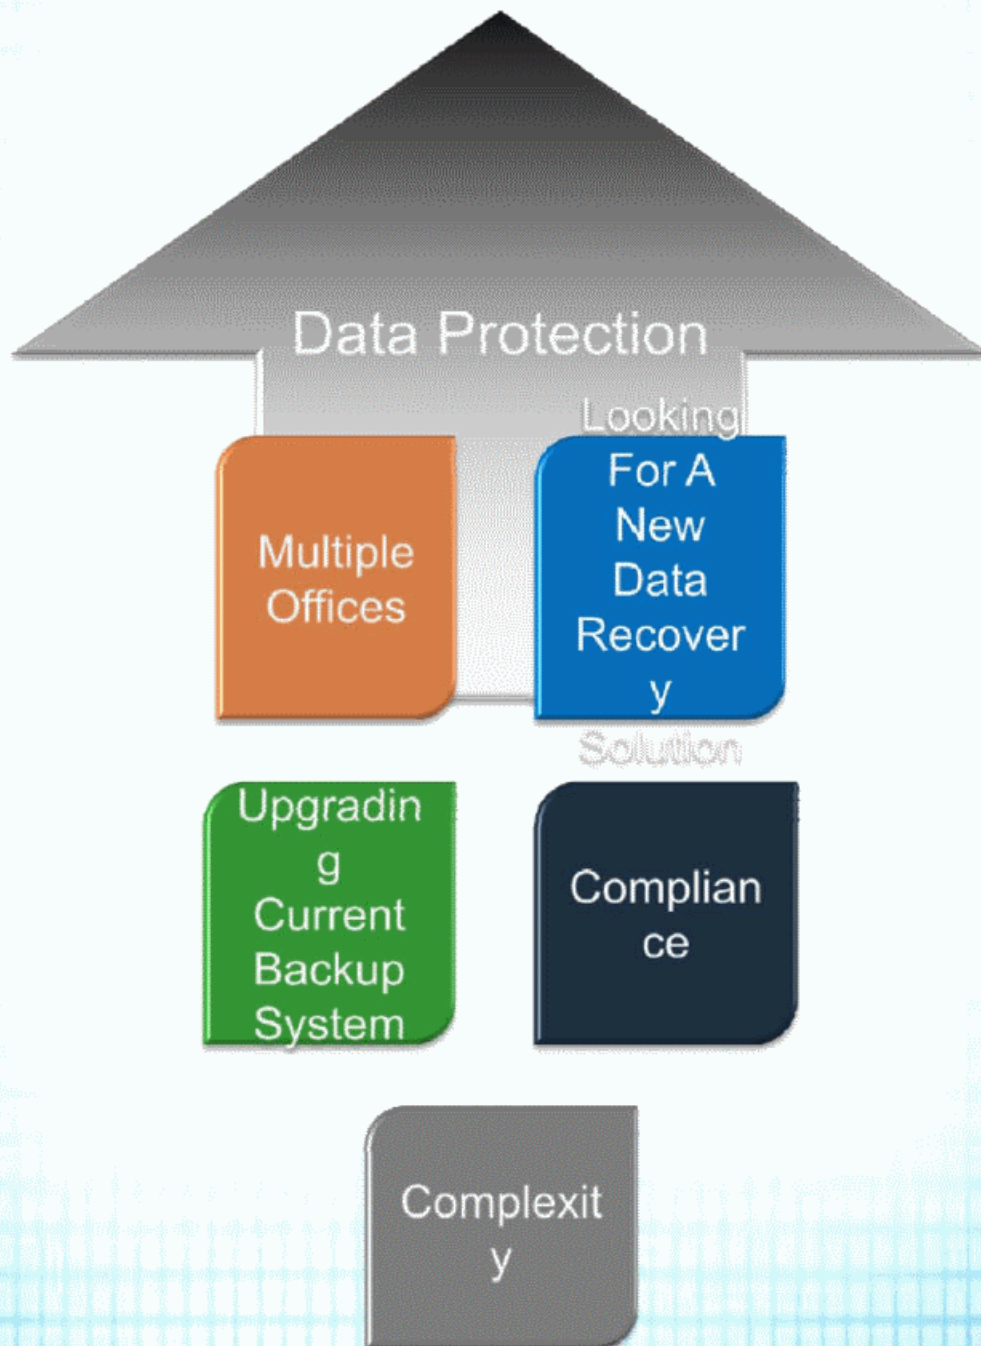 Data Protection
Multiple
Offices
Looking
For A
New
Data
Recover
y
Solution
Upgradin
g
Current
Backup
System
Complian
ce
Complexit
y